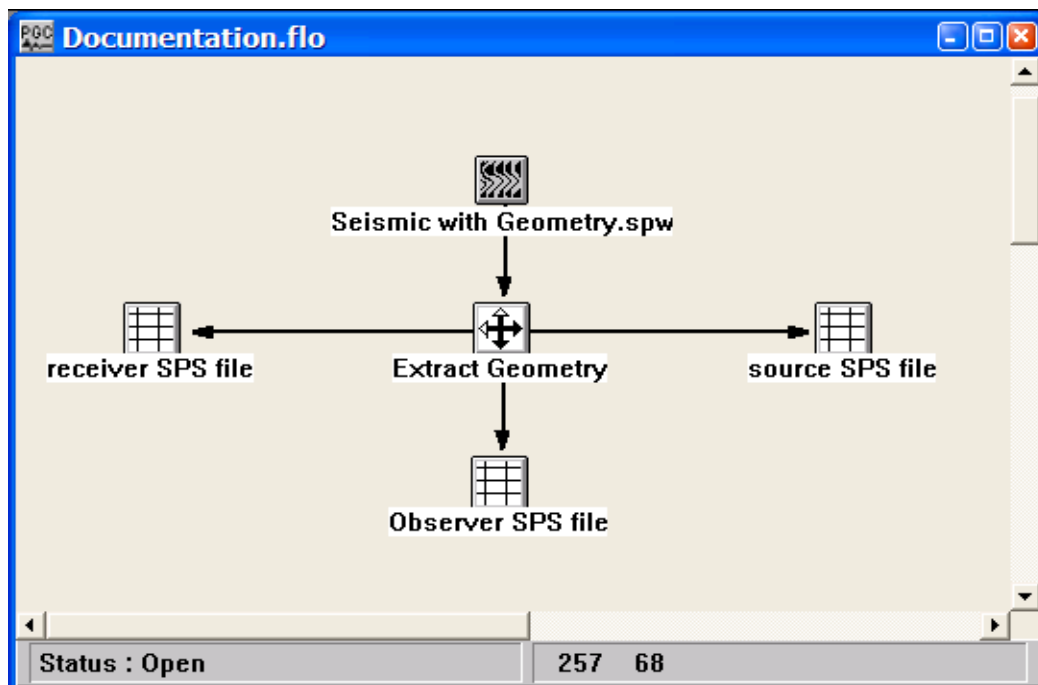 PGC
Documentation.flo
Seismic with Geometry.spw
receiver SPS file
Extract Geometry
source SPS file
Observer SPS file
Status : Open
257 68